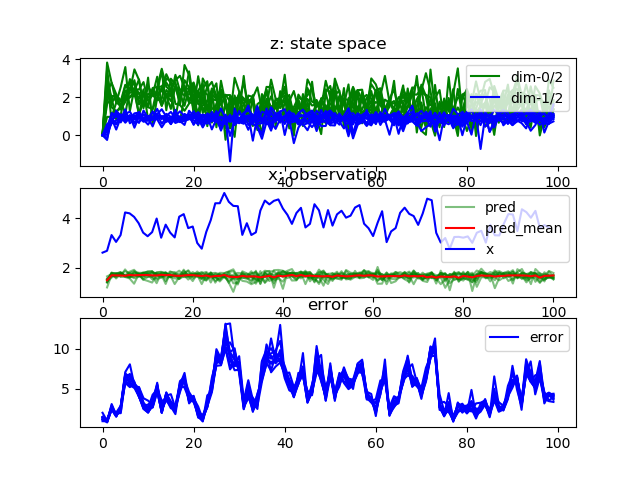 z: state space
4
2
0
dim-0/2
dim-1/2
0 20 40 60 80 100
x: observation
4
2
pred
pred_mean
x
0 20 40 60 80 100
error
10
5
error
0 20 40 60 80 100